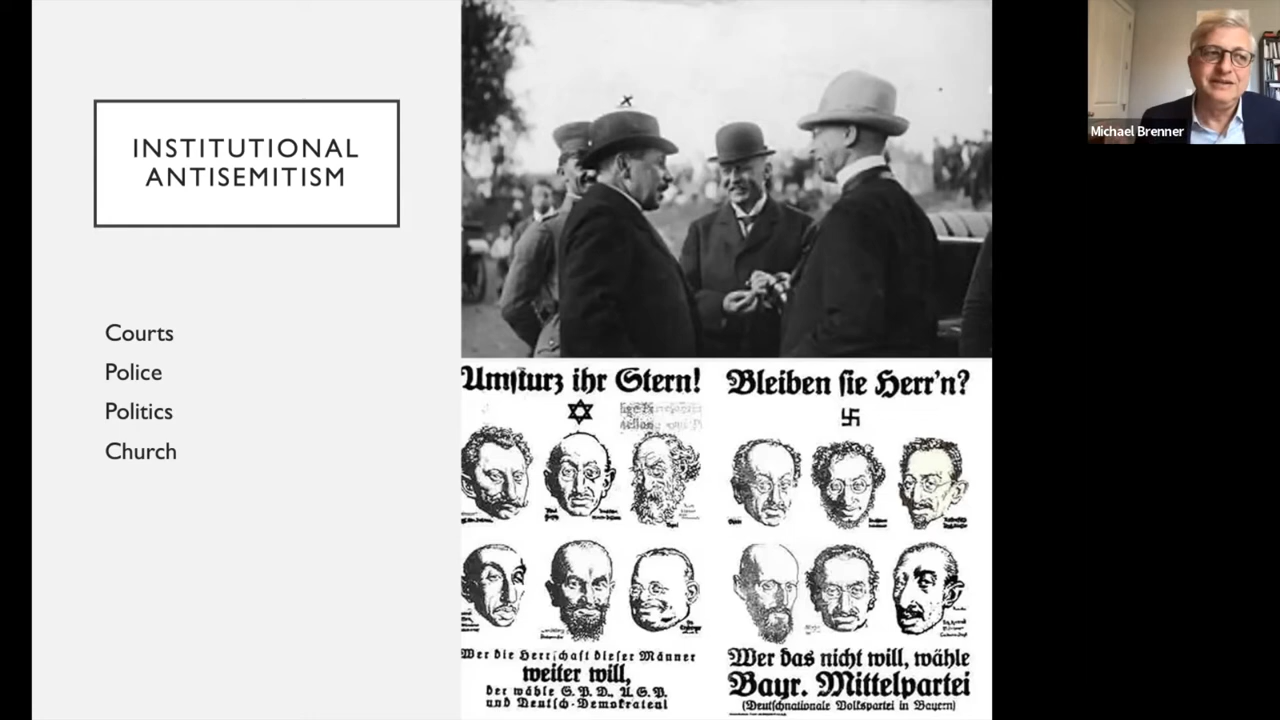 INSTITUTIONAL
ANTISEMITISM
Courts
Police
Politics
Church
Umſturz ihr Stern!
Wer die Herrſchaft dieſer Männer
weiter will,
der wähle S.P.D., U.S.P.
und Deutſch-Demokraten!
Bleiben ſie Herr'n?
Wer das nicht will, wähle
Bayr. Mittelpartei
(Deutſchnationale Volkspartei in Bayern)
Michael Brenner